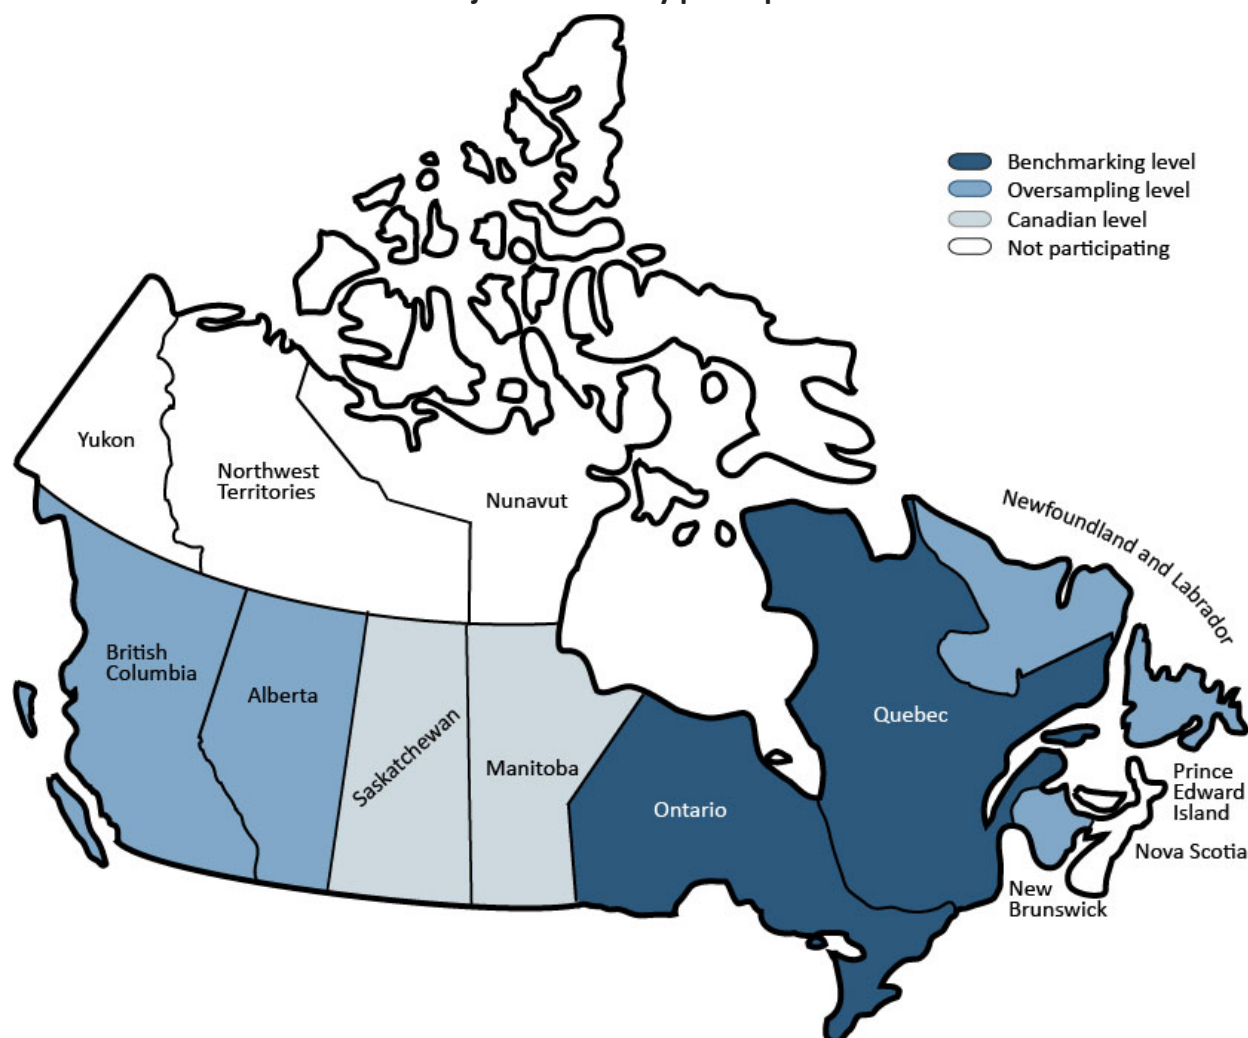 Benchmarking level
Oversampling level
Canadian level
Not participating
Yukon
Northwest
Territories
Nunavut
Newfoundland and Labrador
British
Columbia
Alberta
Saskatchewan
Manitoba
Ontario
Quebec
Prince
Edward
Island
Nova Scotia
New
Brunswick